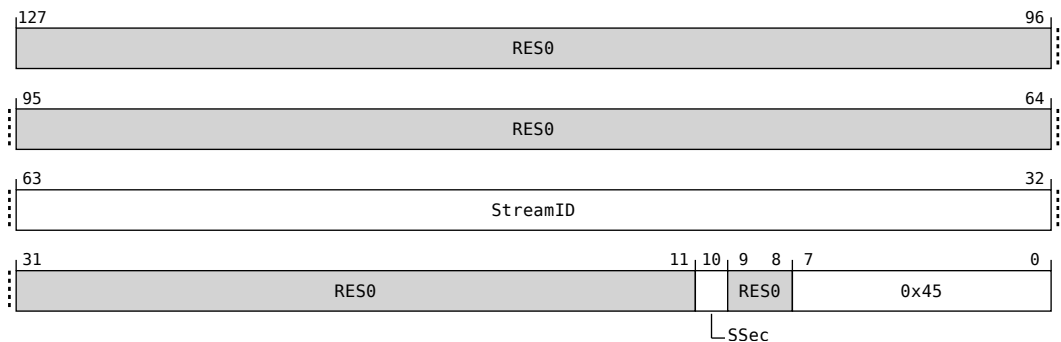 127 96
RES0
95 64
RES0
63 32
StreamID
31 11 10 9 8 7 0
RES0 RES0 0x45
SSec